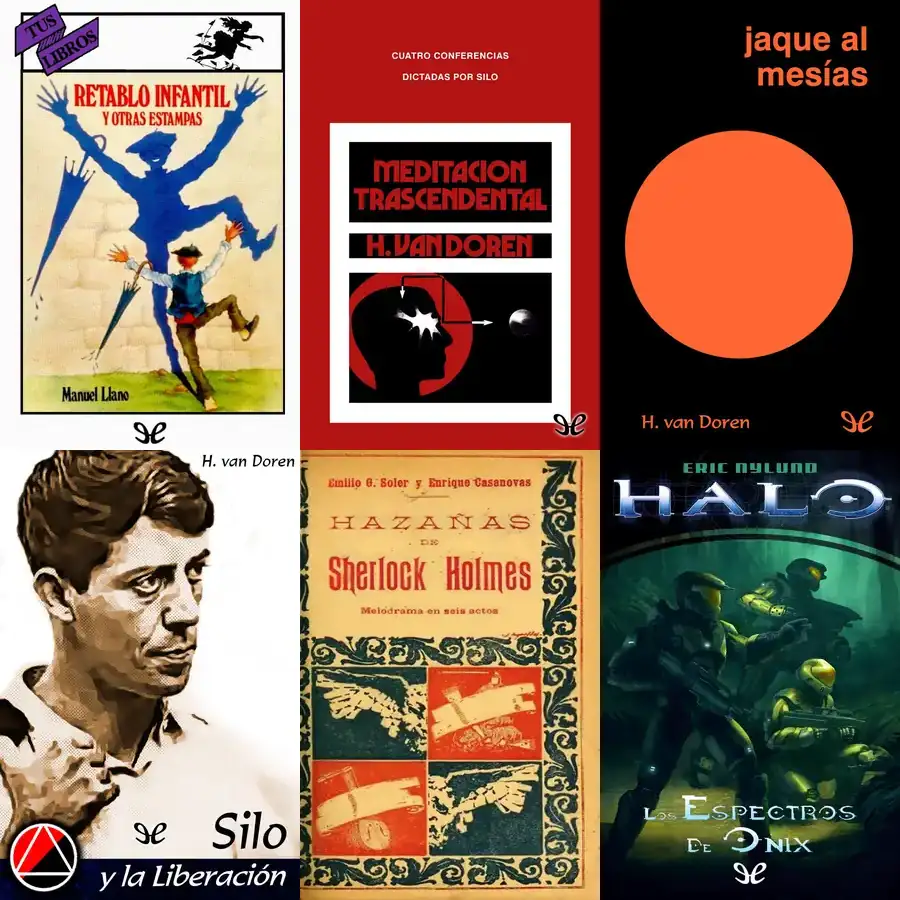 TUS
LIBROS
RETABLO INFANTIL
Y OTRAS ESTAMPAS
Manuel Llano
CUATRO CONFERENCIAS
DICTADAS POR SILO
MEDITACION
TRASCENDENTAL
H. VAN DOREN
jaque al
mesías
H. van Doren
H. van Doren
Silo
y la Liberación
Emilio G. Soler y Enrique Casanovas
HAZAÑAS
DE
Sherlock Holmes
Melodrama en seis actos
ERIC NYLUND
HALO
Los Espectros
De Onix